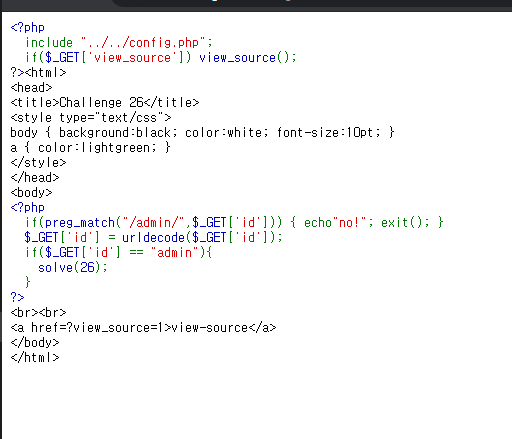 <?php
  include "../../config.php";
  if($_GET['view_source']) view_source();
?><html>
<head>
<title>Challenge 26</title>
<style type="text/css">
body { background:black; color:white; font-size:10pt; }
a { color:lightgreen; }
</style>
</head>
<body>
<?php
  if(preg_match("/admin/",$_GET['id'])) { echo"no!"; exit(); }
  $_GET['id'] = urldecode($_GET['id']);
  if($_GET['id'] == "admin"){
    solve(26);
  }
?>
<br><br>
<a href=?view_source=1>view-source</a>
</body>
</html>